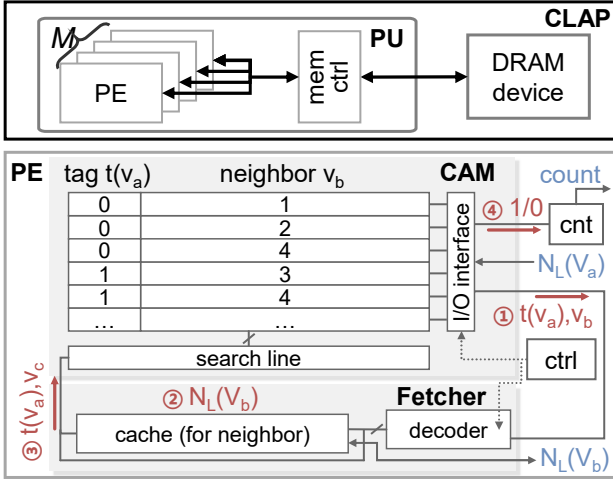 CLAP
M
PU
PE
mem
ctrl
DRAM
device
PE
tag t(va)
neighbor vb
CAM
count
0
1
0
2
0
4
1
3
1
4
...
...
I/O interface
④ 1/0
cnt
NL(Va)
① t(va),vb
ctrl
search line
③ t(va),vc
② NL(Vb)
Fetcher
cache (for neighbor)
decoder
NL(Vb)